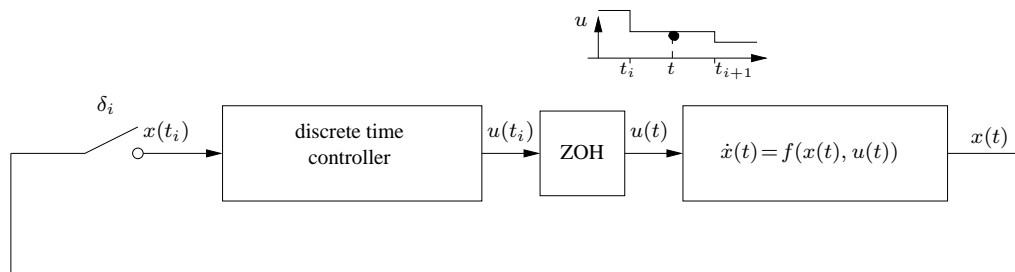 u
t_i t t_{i+1}
δ_i
x(t_i)
discrete time
controller
u(t_i)
ZOH
u(t)
ẋ(t)=f(x(t), u(t))
x(t)